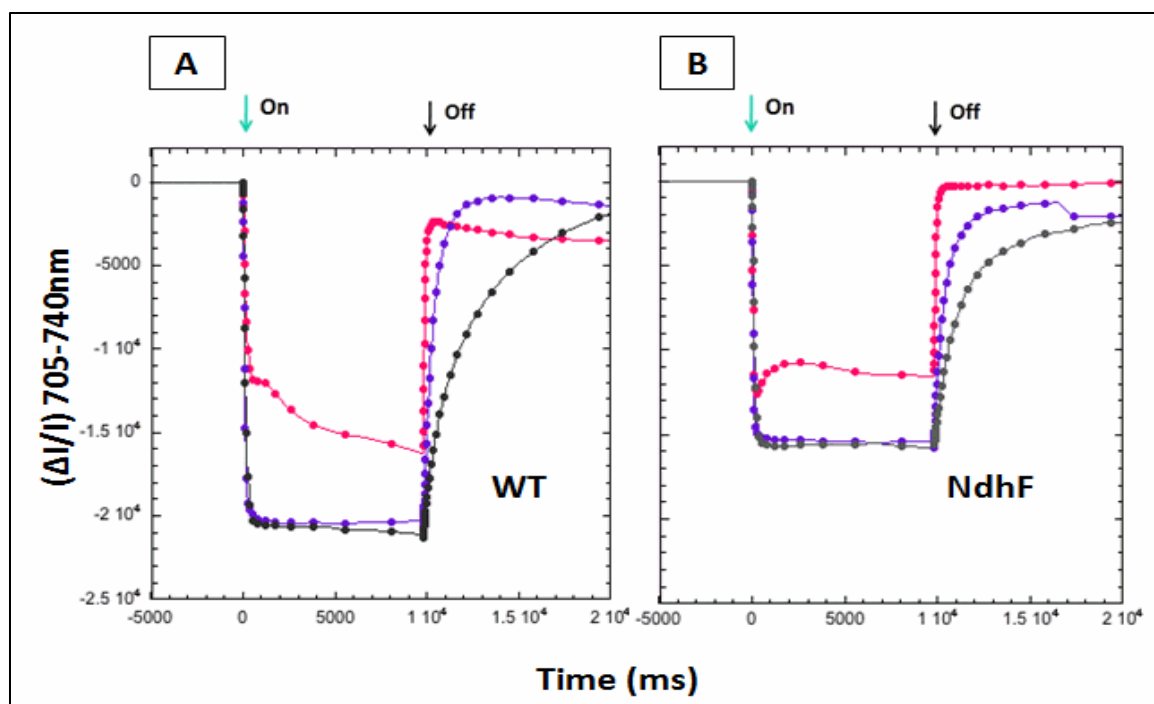 A
B
On
Off
On
Off
(ΔI/I) 705-740nm
0
-5000
-1 10⁴
-1.5 10⁴
-2 10⁴
-2.5 10⁴
WT
NdhF
-5000 0 5000 1 10⁴ 1.5 10⁴ 2 10⁴
-5000 0 5000 1 10⁴ 1.5 10⁴ 2 10⁴
Time (ms)